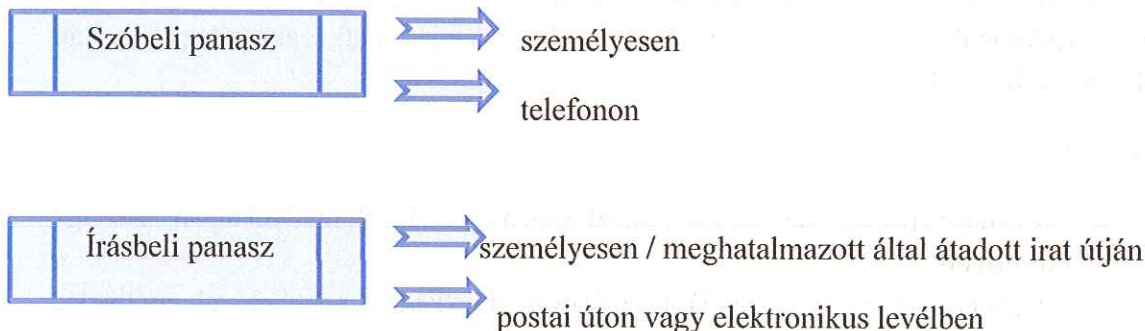 Szóbeli panasz
személyesen
telefonon
Írásbeli panasz
személyesen / meghatalmazott által átadott irat útján
postai úton vagy elektronikus levélben